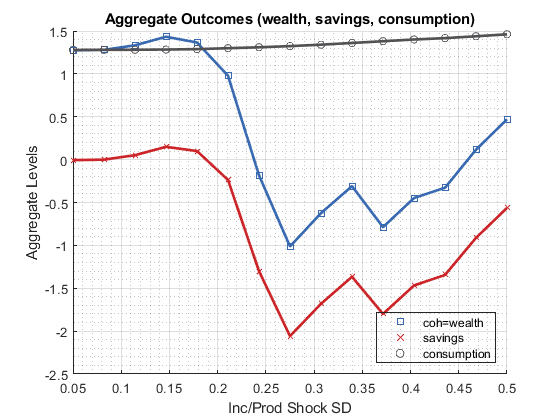 Aggregate Outcomes (wealth, savings, consumption)
1.5
1
0.5
0
-0.5
-1
-1.5
-2
-2.5
Aggregate Levels
coh=wealth
savings
consumption
0.05 0.1 0.15 0.2 0.25 0.3 0.35 0.4 0.45 0.5
Inc/Prod Shock SD